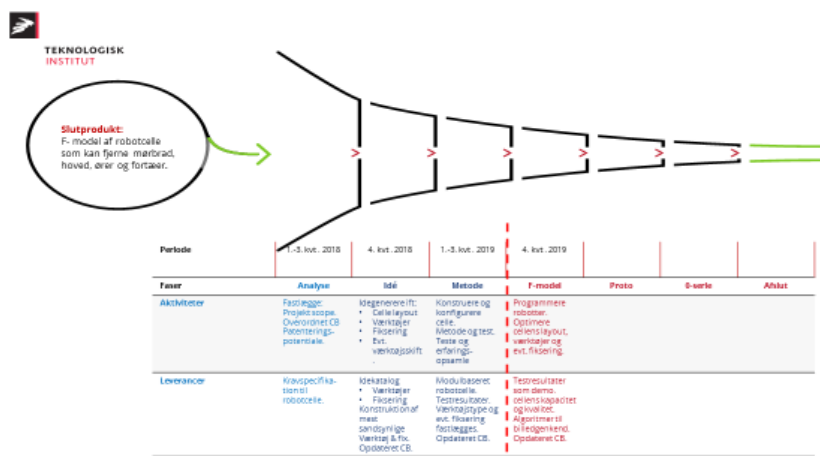 TEKNOLOGISK
INSTITUT
Slutprodukt:
F- model af robotcelle
som kan fjerne mørbrad,
hoved, ører og fortæer.
> > > > > >
Periode 1.-3. kvt. 2018 4. kvt. 2018 1.-3. kvt. 2019 4. kvt. 2019
Faser Analyse Idé Metode F-model Proto 0-serie Afslut
Aktiviteter
Fastlægge:
Projekt scope.
Overordnet CB
Patenterings-
potentiale.
Idegenerere ift:
• Celle layout
• Værktøjer
• Fiksering
• Evt.
værktøjsskift
.
Konstruere og
konfigurere
celle.
Metode og test.
Teste og
erfarings-
opsamle
Programmere
robotter.
Optimere
cellens layout,
værktøjer og
evt. fiksering.
Leverancer
Kravspecifika-
tion til
robotcelle.
Idekatalog
• Værktøjer
• Fiksering
Konstruktion af
mest
sandsynlige
Værktøj & fix.
Opdateret CB.
Modulbaseret
robotcelle.
Testresultater.
Værktøjstype og
evt. fiksering
fastlægges.
Opdateret CB.
Testresultater
som demo.
cellens kapacitet
og kvalitet.
Algoritmer til
billedgenkend.
Opdateret CB.